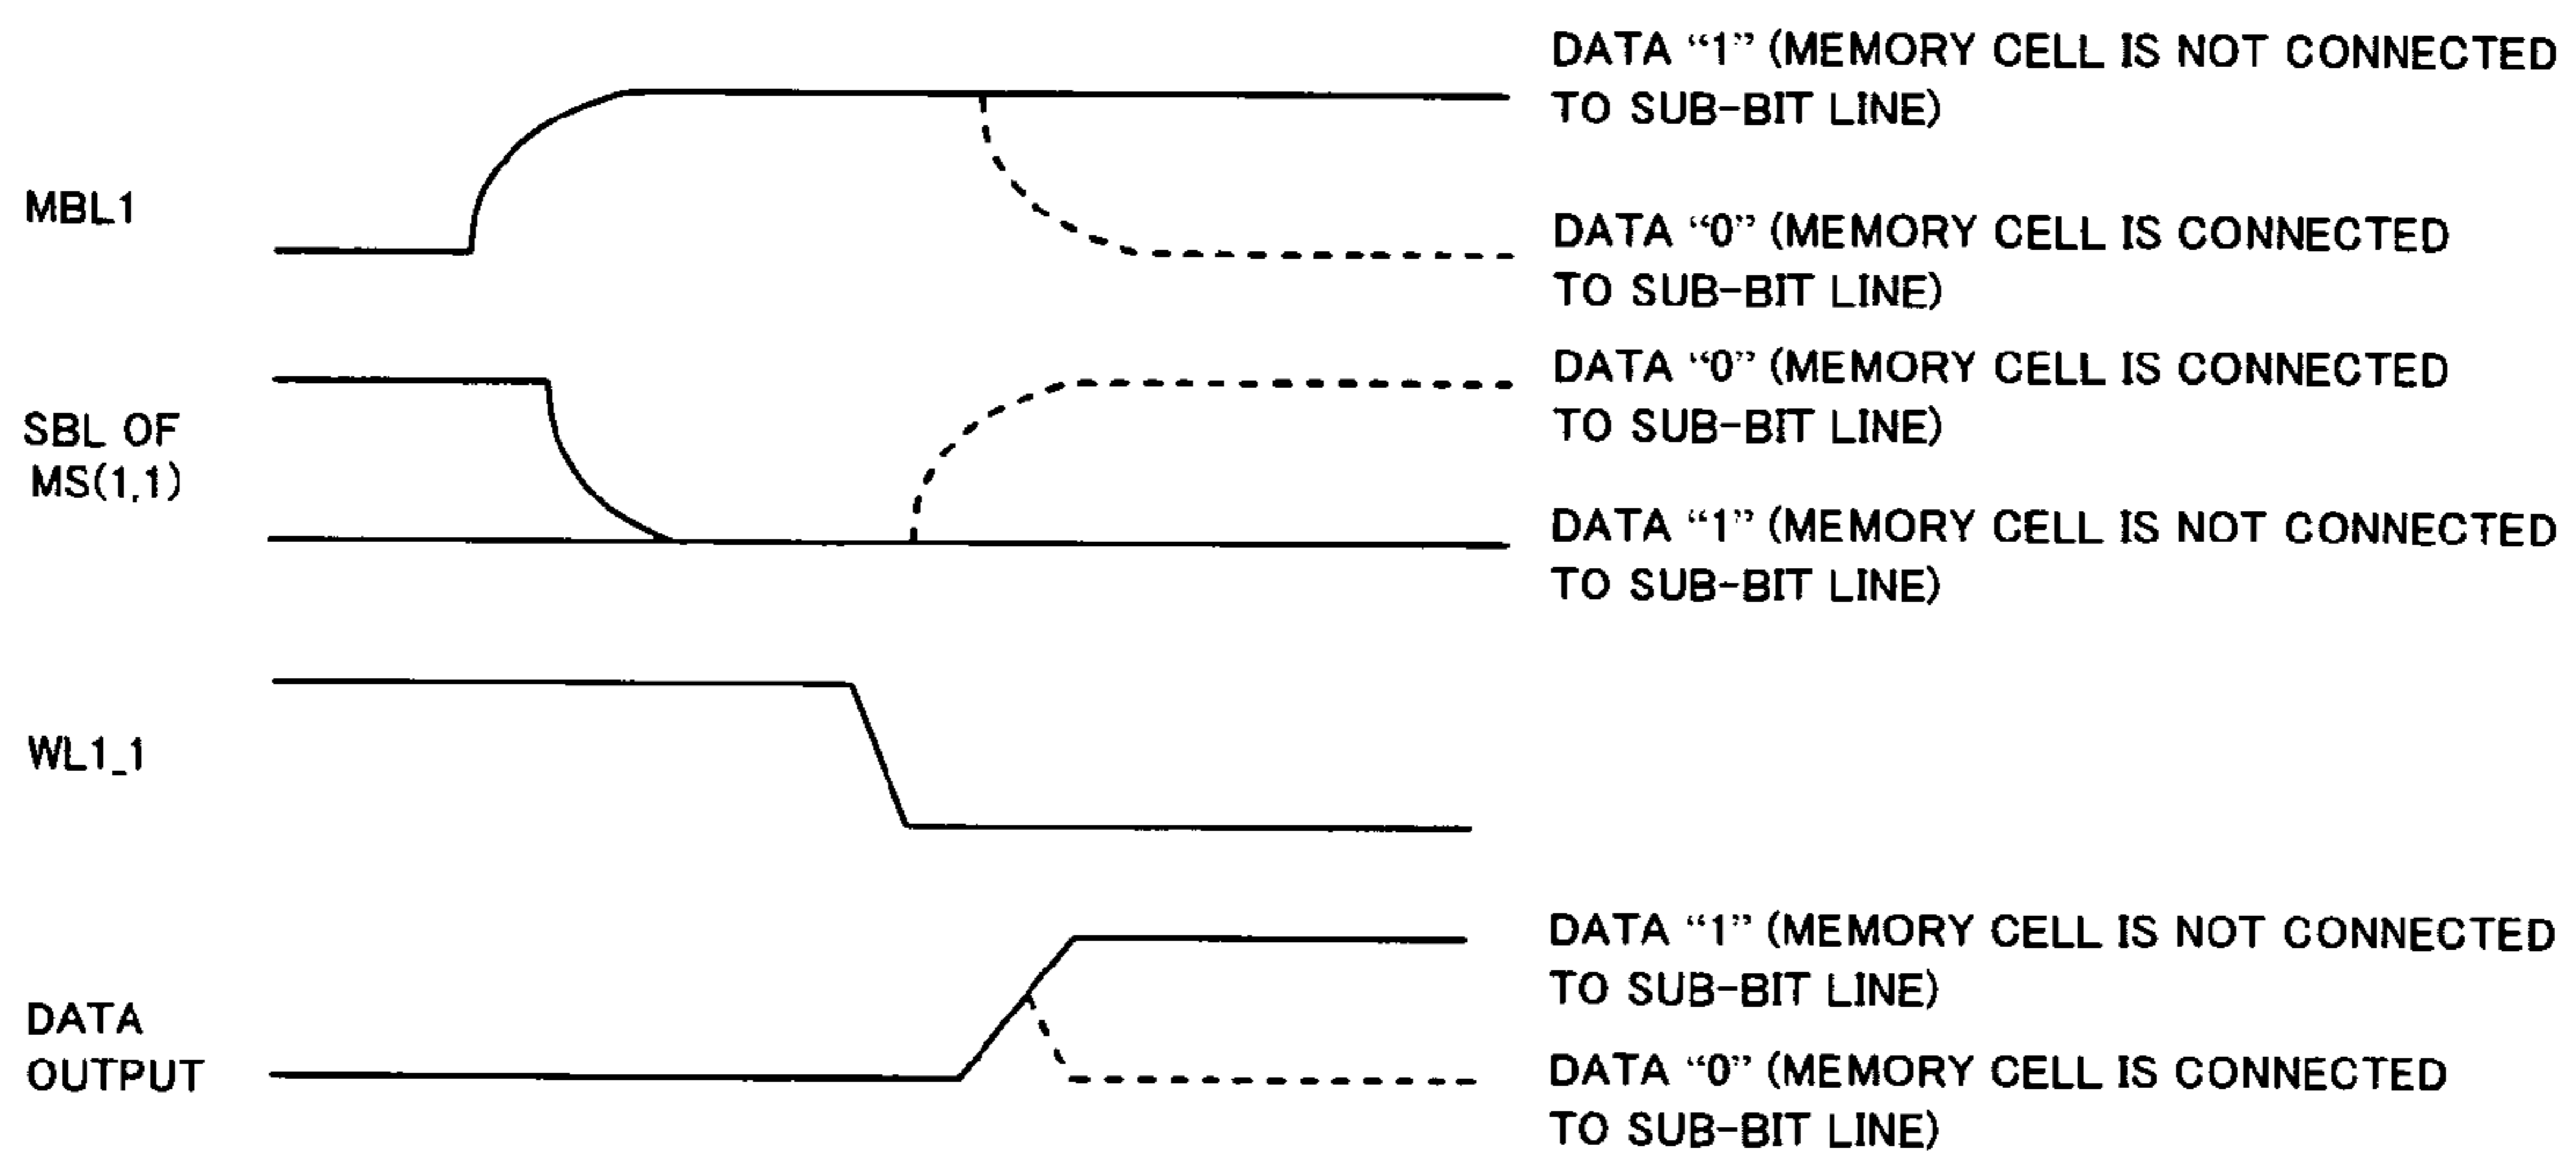 DATA “1” (MEMORY CELL IS NOT CONNECTED
TO SUB-BIT LINE)
MBL1
DATA “0” (MEMORY CELL IS CONNECTED
TO SUB-BIT LINE)
DATA “0” (MEMORY CELL IS CONNECTED
TO SUB-BIT LINE)
SBL OF
MS(1,1)
DATA “1” (MEMORY CELL IS NOT CONNECTED
TO SUB-BIT LINE)
WL1_1
DATA “1” (MEMORY CELL IS NOT CONNECTED
TO SUB-BIT LINE)
DATA
OUTPUT
DATA “0” (MEMORY CELL IS CONNECTED
TO SUB-BIT LINE)